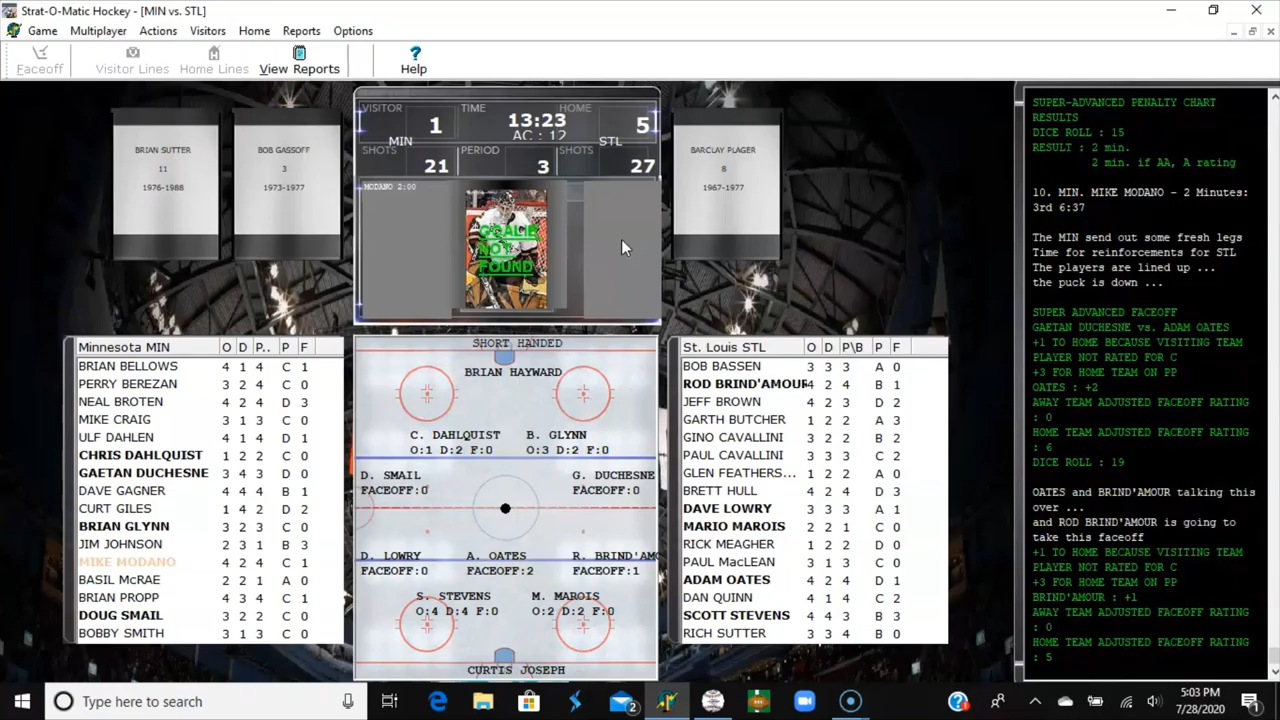 Strat-O-Matic Hockey - [MIN vs. STL]
Game Multiplayer Actions Visitors Home Reports Options
Faceoff Visitor Lines Home Lines View Reports Help
BRIAN SUTTER
11
1976-1988
BOB GASSOFF
3
1973-1977
VISITOR TIME HOME
1 13:23 5
MIN AC : 12 STL
SHOTS PERIOD SHOTS
21 3 27
MODANO 2:00
GOALIE
NOT
FOUND
BARCLAY PLAGER
8
1967-1977
Minnesota MIN O D P.. P F
BRIAN BELLOWS 4 1 4 C 1
PERRY BEREZAN 3 2 4 C 0
NEAL BROTEN 4 2 4 D 3
MIKE CRAIG 3 1 3 C 0
ULF DAHLEN 4 1 4 D 1
CHRIS DAHLQUIST 1 2 2 C 0
GAETAN DUCHESNE 3 4 3 D 0
DAVE GAGNER 4 4 4 B 1
CURT GILES 1 4 2 D 2
BRIAN GLYNN 3 2 3 C 0
JIM JOHNSON 2 3 1 B 3
MIKE MODANO 4 2 4 C 1
BASIL McRAE 2 2 1 A 0
BRIAN PROPP 4 3 4 C 1
DOUG SMAIL 3 2 2 C 0
BOBBY SMITH 3 1 3 C 0
SHORT HANDED
BRIAN HAYWARD
C. DAHLQUIST B. GLYNN
O:1 D:2 F:0 O:3 D:2 F:0
D. SMAIL G. DUCHESNE
FACEOFF:0 FACEOFF:0
D. LOWRY A. OATES R. BRIND'AMO
FACEOFF:0 FACEOFF:2 FACEOFF:1
S. STEVENS M. MAROIS
O:4 D:4 F:0 O:2 D:2 F:0
CURTIS JOSEPH
St. Louis STL O D P\B P F
BOB BASSEN 3 3 3 A 0
ROD BRIND'AMOUR 4 2 3 B 1
JEFF BROWN 4 2 3 D 2
GARTH BUTCHER 1 2 2 A 3
GINO CAVALLINI 3 2 2 B 2
PAUL CAVALLINI 3 3 3 C 2
GLEN FEATHERS... 1 2 2 A 0
BRETT HULL 4 2 4 D 3
DAVE LOWRY 3 3 3 A 1
MARIO MAROIS 2 2 1 C 0
RICK MEAGHER 1 2 2 D 0
PAUL MacLEAN 3 1 3 C 0
ADAM OATES 4 2 4 D 1
DAN QUINN 4 1 4 C 2
SCOTT STEVENS 4 4 3 B 3
RICH SUTTER 3 3 4 B 0
SUPER-ADVANCED PENALTY CHART
RESULTS
DICE ROLL : 15
RESULT : 2 min.
2 min. if AA, A rating
10. MIN. MIKE MODANO - 2 Minutes:
3rd 6:37
The MIN send out some fresh legs
Time for reinforcements for STL
The players are lined up ...
the puck is down ...
SUPER ADVANCED FACEOFF
GAETAN DUCHESNE vs. ADAM OATES
+1 TO HOME BECAUSE VISITING TEAM
PLAYER NOT RATED FOR C
+3 FOR HOME TEAM ON PP
OATES : +2
AWAY TEAM ADJUSTED FACEOFF RATING
: 0
HOME TEAM ADJUSTED FACEOFF RATING
: 6
DICE ROLL : 19
OATES and BRIND'AMOUR talking this
over ...
and ROD BRIND'AMOUR is going to
take this faceoff
+1 TO HOME BECAUSE VISITING TEAM
PLAYER NOT RATED FOR C
+3 FOR HOME TEAM ON PP
BRIND'AMOUR : +1
AWAY TEAM ADJUSTED FACEOFF RATING
: 0
HOME TEAM ADJUSTED FACEOFF RATING
: 5
Type here to search
2
5:03 PM
7/28/2020
1